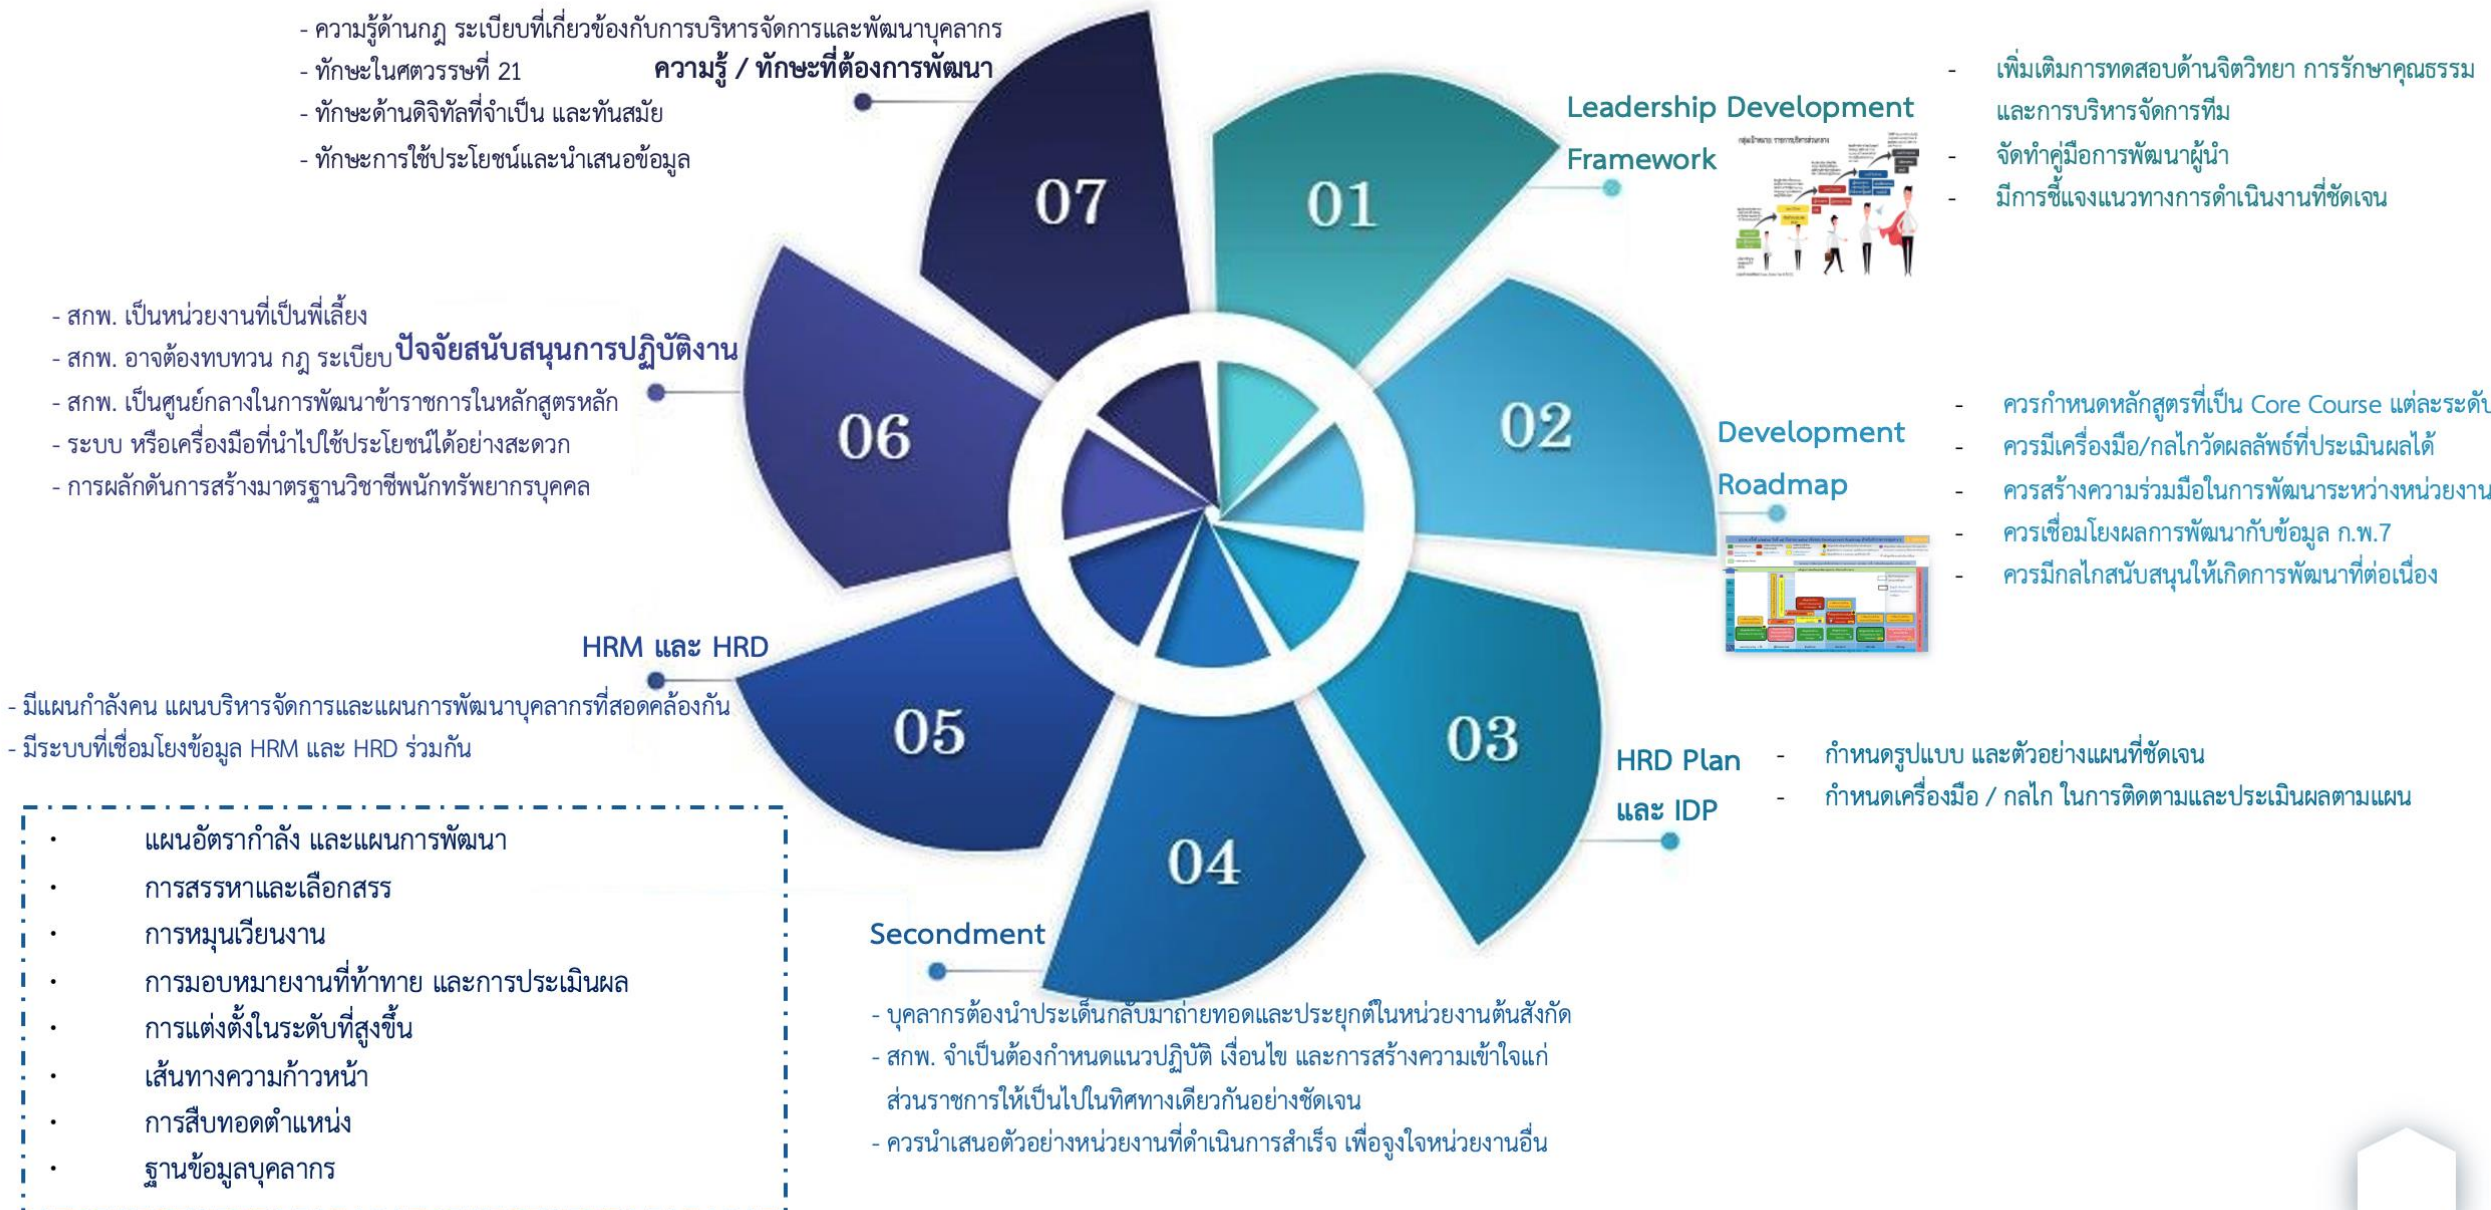 - ความรู้ด้านกฎ ระเบียบที่เกี่ยวข้องกับการบริหารจัดการและพัฒนาบุคลากร
- ทักษะในศตวรรษที่ 21
ความรู้ / ทักษะที่ต้องการพัฒนา
- ทักษะด้านดิจิทัลที่จำเป็น และทันสมัย
- ทักษะการใช้ประโยชน์และนำเสนอข้อมูล
07
01
Leadership Development
Framework
- เพิ่มเติมการทดสอบด้านจิตวิทยา การรักษาคุณธรรม
และการบริหารจัดการทีม
- จัดทำคู่มือการพัฒนาผู้นำ
- มีการชี้แจงแนวทางการดำเนินงานที่ชัดเจน
- สกพ. เป็นหน่วยงานที่เป็นพี่เลี้ยง
- สกพ. อาจต้องทบทวน กฎ ระเบียบ
ปัจจัยสนับสนุนการปฏิบัติงาน
- สกพ. เป็นศูนย์กลางในการพัฒนาข้าราชการในหลักสูตรหลัก
- ระบบ หรือเครื่องมือที่นำไปใช้ประโยชน์ได้อย่างสะดวก
- การผลักดันการสร้างมาตรฐานวิชาชีพนักทรัพยากรบุคคล
06
02
Development
Roadmap
- ควรกำหนดหลักสูตรที่เป็น Core Course แต่ละระดับ
- ควรมีเครื่องมือ/กลไกวัดผลลัพธ์ที่ประเมินผลได้
- ควรสร้างความร่วมมือในการพัฒนาระหว่างหน่วยงาน
- ควรเชื่อมโยงผลการพัฒนากับข้อมูล ก.พ.7
- ควรมีกลไกสนับสนุนให้เกิดการพัฒนาที่ต่อเนื่อง
HRM และ HRD
- มีแผนกำลังคน แผนบริหารจัดการและแผนการพัฒนาบุคลากรที่สอดคล้องกัน
- มีระบบที่เชื่อมโยงข้อมูล HRM และ HRD ร่วมกัน
05
03
HRD Plan
และ IDP
- กำหนดรูปแบบ และตัวอย่างแผนที่ชัดเจน
- กำหนดเครื่องมือ / กลไก ในการติดตามและประเมินผลตามแผน
• แผนอัตรากำลัง และแผนการพัฒนา
• การสรรหาและเลือกสรร
• การหมุนเวียนงาน
• การมอบหมายงานที่ท้าทาย และการประเมินผล
• การแต่งตั้งในระดับที่สูงขึ้น
• เส้นทางความก้าวหน้า
• การสืบทอดตำแหน่ง
• ฐานข้อมูลบุคลากร
04
Secondment
- บุคลากรต้องนำประเด็นกลับมาถ่ายทอดและประยุกต์ในหน่วยงานต้นสังกัด
- สกพ. จำเป็นต้องกำหนดแนวปฏิบัติ เงื่อนไข และการสร้างความเข้าใจแก่
ส่วนราชการให้เป็นไปในทิศทางเดียวกันอย่างชัดเจน
- ควรนำเสนอตัวอย่างหน่วยงานที่ดำเนินการสำเร็จ เพื่อจูงใจหน่วยงานอื่น